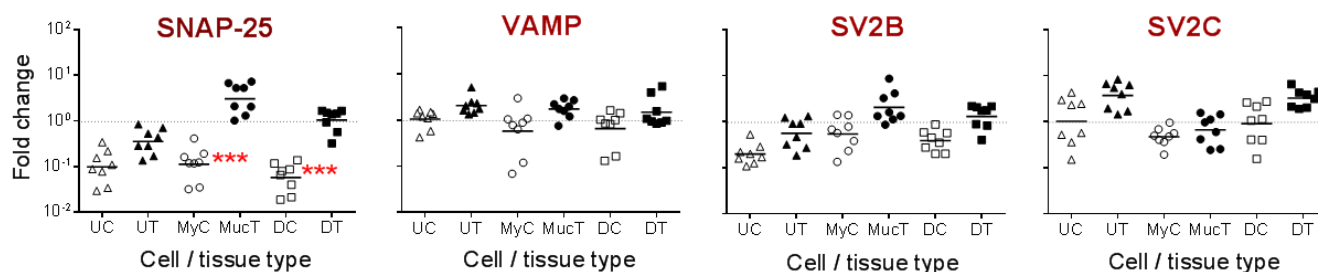 SNAP-25 VAMP SV2B SV2C
Fold change
10² 
10¹
10⁰
10⁻¹
10⁻²
***
***
UC UT MyC MucT DC DT UC UT MyC MucT DC DT UC UT MyC MucT DC DT UC UT MyC MucT DC DT
Cell / tissue type Cell / tissue type Cell / tissue type Cell / tissue type